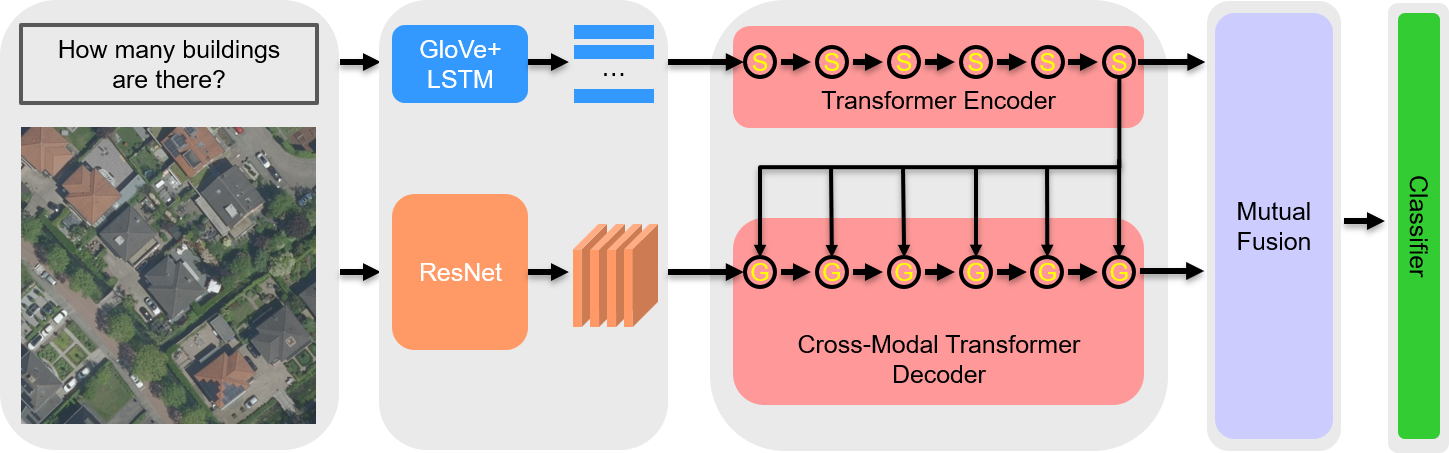 How many buildings
are there?
GloVe+
LSTM
...
S S S S S S
Transformer Encoder
ResNet
G G G G G G
Cross-Modal Transformer
Decoder
Mutual
Fusion
Classifier